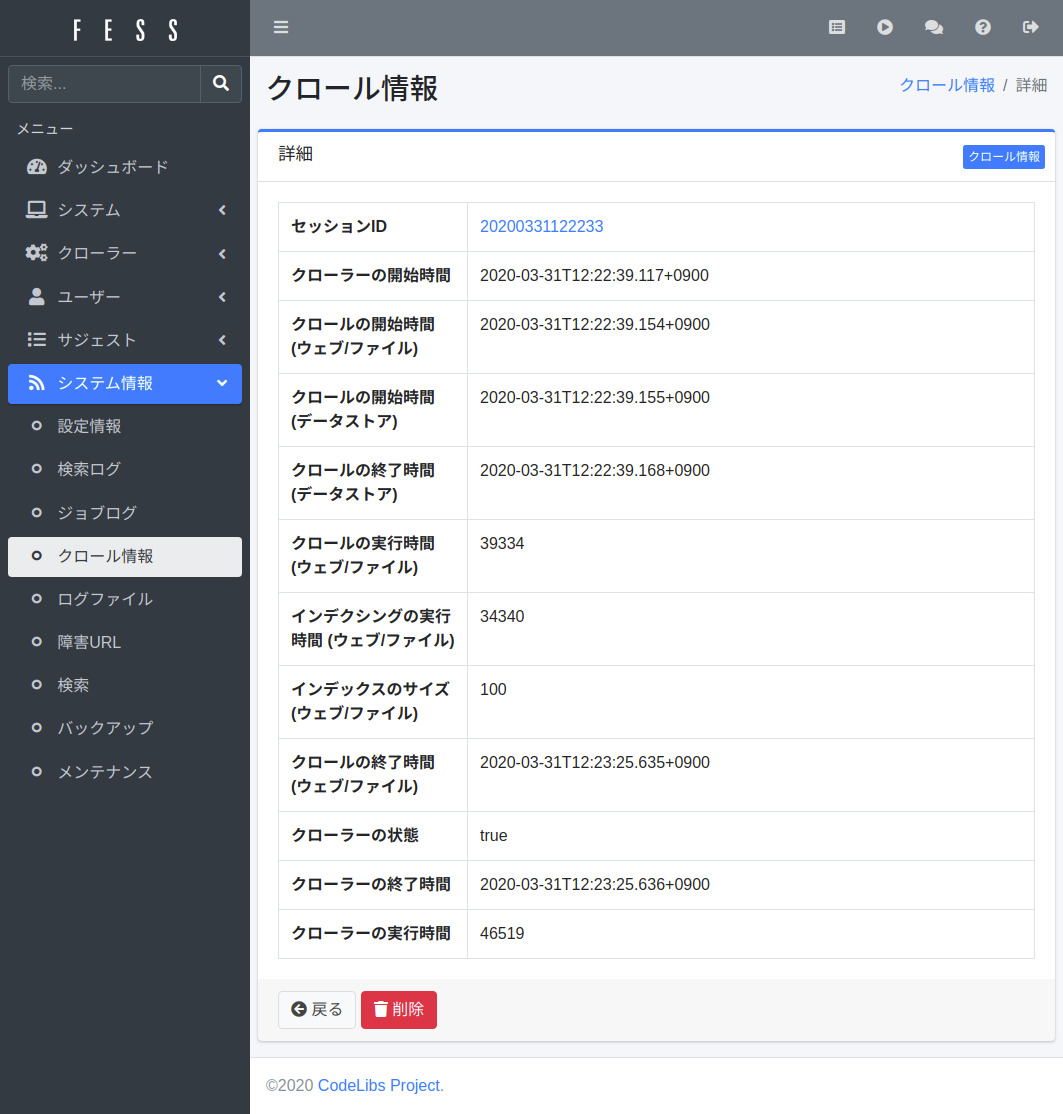 FESS
検索...
メニュー
ダッシュボード
システム
クローラー
ユーザー
サジェスト
システム情報
設定情報
検索ログ
ジョブログ
クロール情報
ログファイル
障害URL
検索
バックアップ
メンテナンス
クロール情報
クロール情報 / 詳細
詳細
クロール情報
セッションID 20200331122233
クローラーの開始時間 2020-03-31T12:22:39.117+0900
クロールの開始時間 2020-03-31T12:22:39.154+0900
(ウェブ/ファイル)
クロールの開始時間 2020-03-31T12:22:39.155+0900
(データストア)
クロールの終了時間 2020-03-31T12:22:39.168+0900
(データストア)
クロールの実行時間 39334
(ウェブ/ファイル)
インデクシングの実行 34340
時間 (ウェブ/ファイル)
インデックスのサイズ 100
(ウェブ/ファイル)
クロールの終了時間 2020-03-31T12:23:25.635+0900
(ウェブ/ファイル)
クローラーの状態 true
クローラーの終了時間 2020-03-31T12:23:25.636+0900
クローラーの実行時間 46519
戻る 削除
©2020 CodeLibs Project.